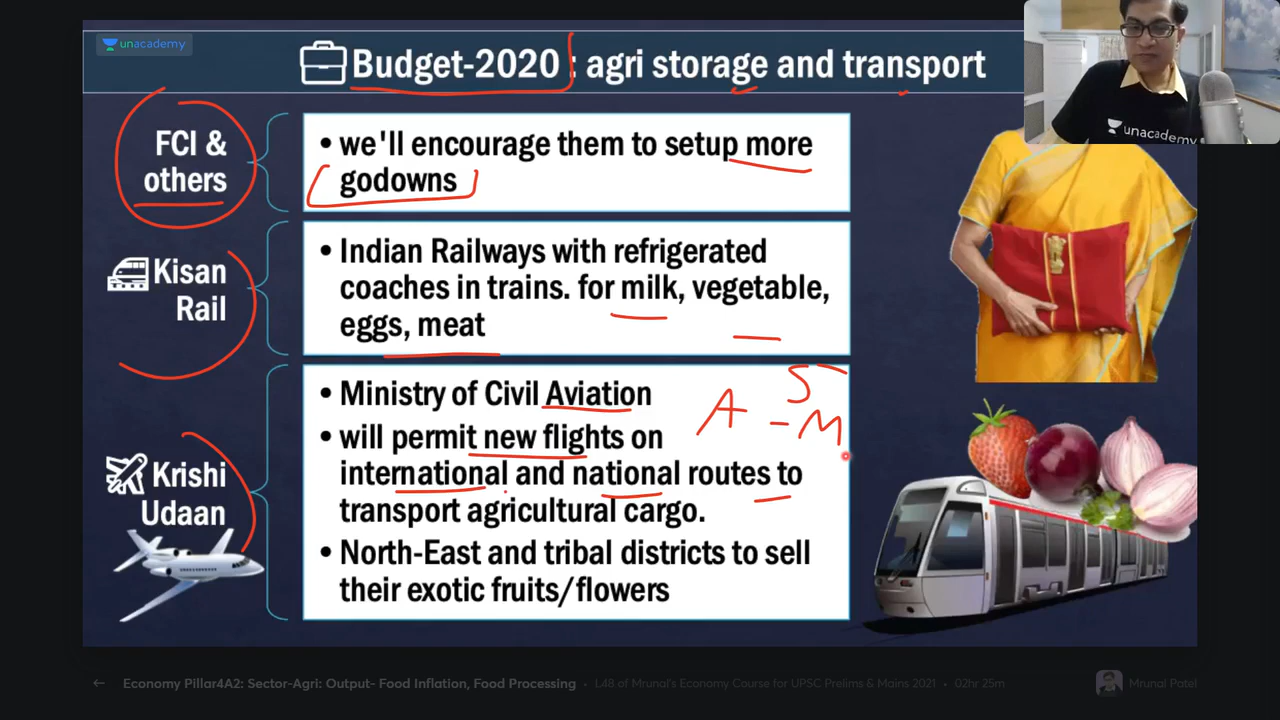 unacademy
Budget-2020 : agri storage and transport
unacademy
FCI &
others
• we'll encourage them to setup more
godowns
Kisan
Rail
• Indian Railways with refrigerated
coaches in trains. for milk, vegetable,
eggs, meat
Krishi
Udaan
• Ministry of Civil Aviation
• will permit new flights on
international and national routes to
transport agricultural cargo.
• North-East and tribal districts to sell
their exotic fruits/flowers
S
A - M
← Economy Pillar4A2: Sector-Agri: Output- Food Inflation, Food Processing • L48 of Mrunal's Economy Course for UPSC Prelims & Mains 2021 • 02hr 25m
Mrunal Patel